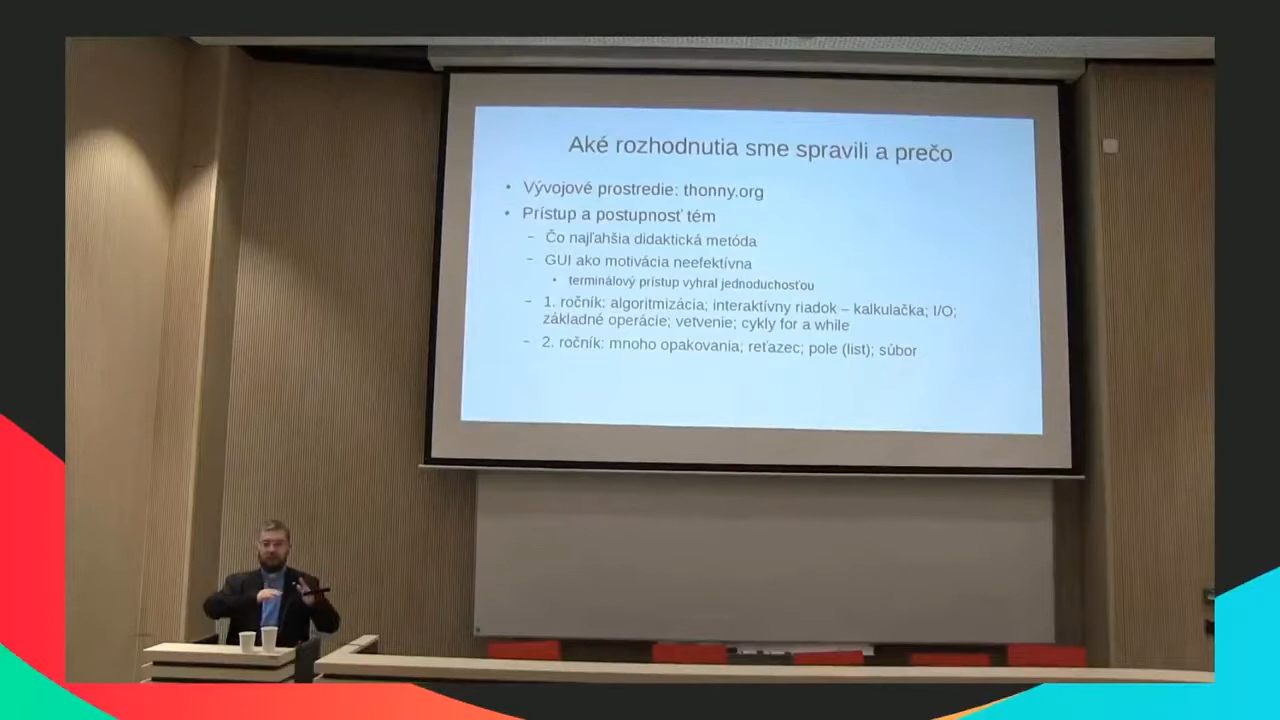 Aké rozhodnutia sme spravili a prečo
• Vývojové prostredie: thonny.org
• Prístup a postupnosť tém
– Čo najľahšia didaktická metóda
– GUI ako motivácia neefektívna
• terminálový prístup vyhral jednoduchosťou
– 1. ročník: algoritmizácia; interaktívny riadok – kalkulačka; I/O;
základné operácie; vetvenie; cykly for a while
– 2. ročník: mnoho opakovania; reťazec; pole (list); súbor